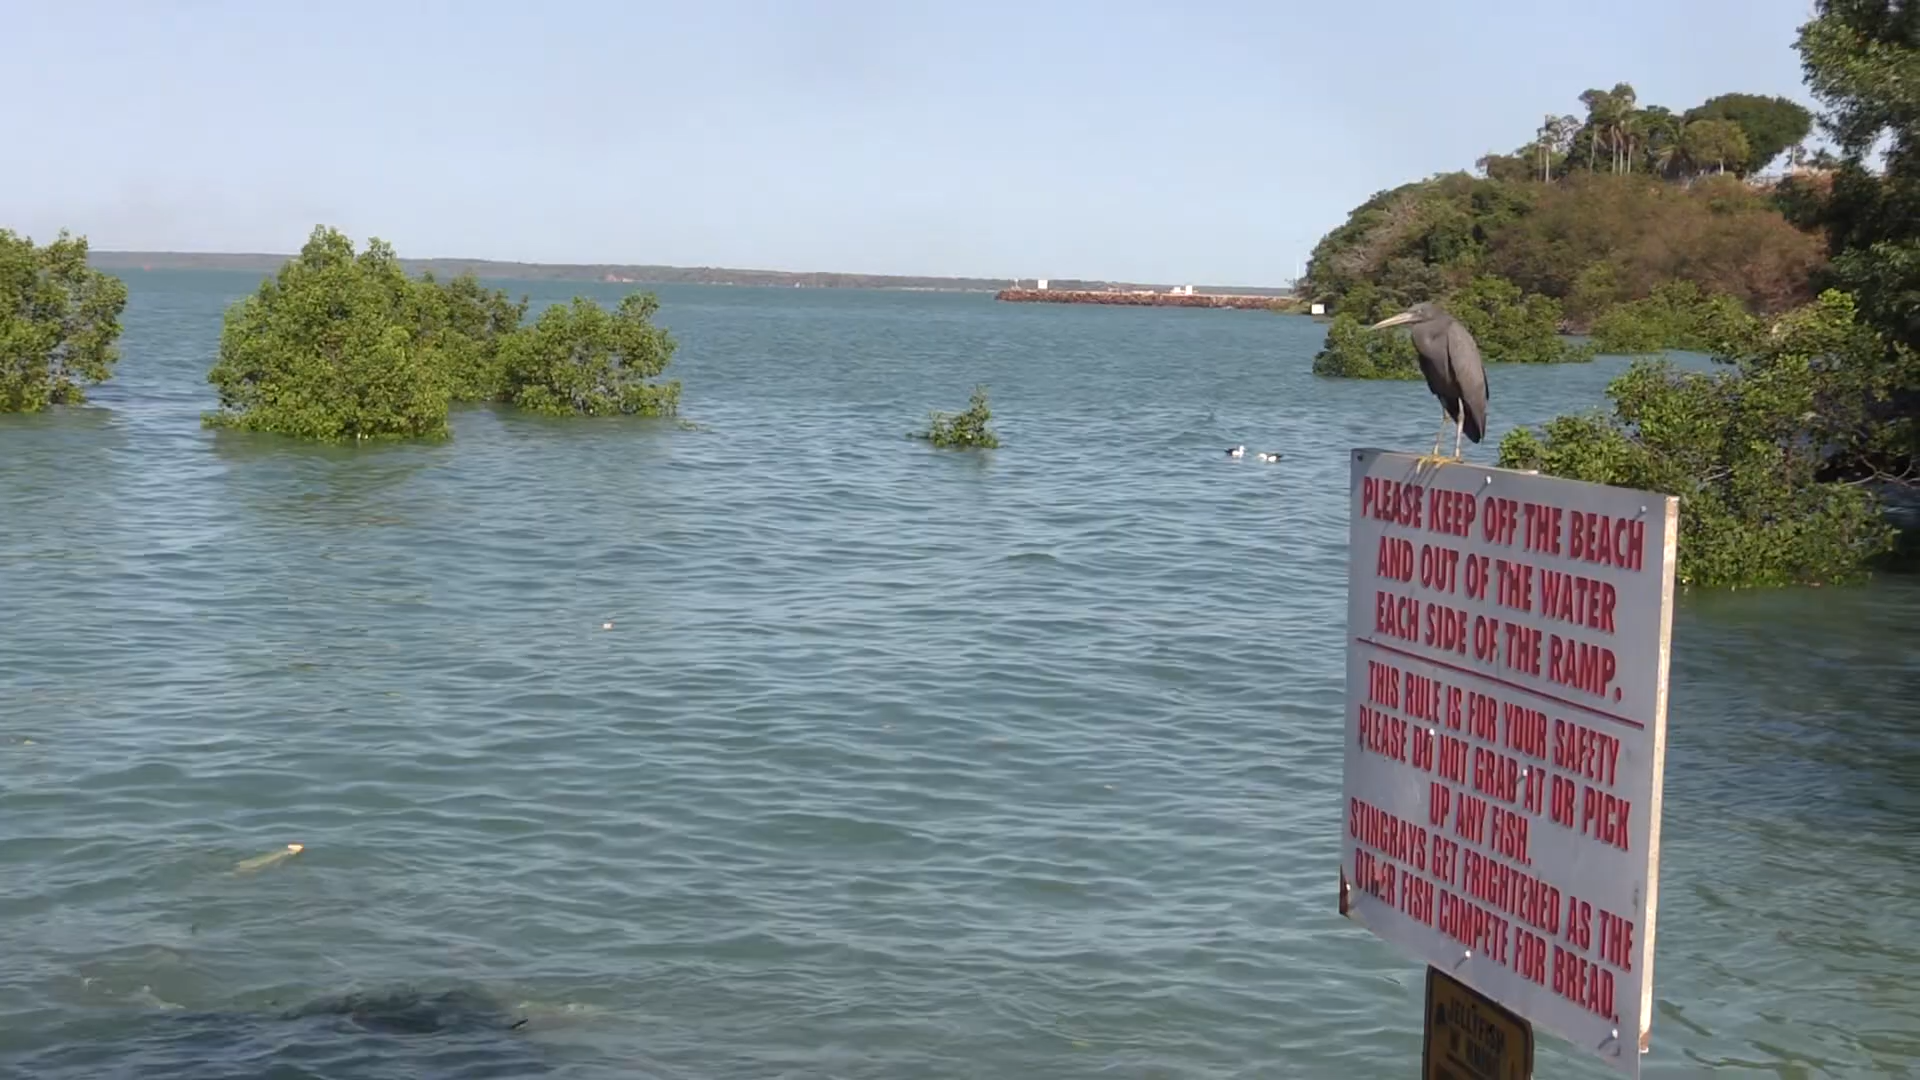 PLEASE KEEP OFF THE BEACH
AND OUT OF THE WATER
EACH SIDE OF THE RAMP.
THIS RULE IS FOR YOUR SAFETY
PLEASE DO NOT GRAB AT OR PICK
UP ANY FISH.
STINGRAYS GET FRIGHTENED AS THE
OTHER FISH COMPETE FOR BREAD.
JELLYFISH